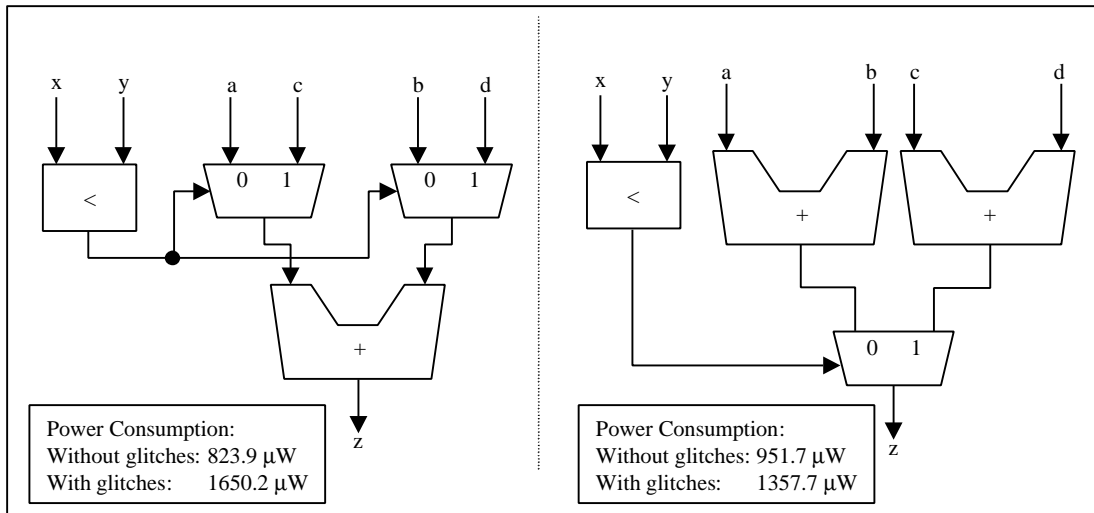 x y a c b d
0 1 0 1
<
+
z
Power Consumption:
Without glitches: 823.9 µW
With glitches: 1650.2 µW
x y a b c d
<
+ +
0 1
z
Power Consumption:
Without glitches: 951.7 µW
With glitches: 1357.7 µW